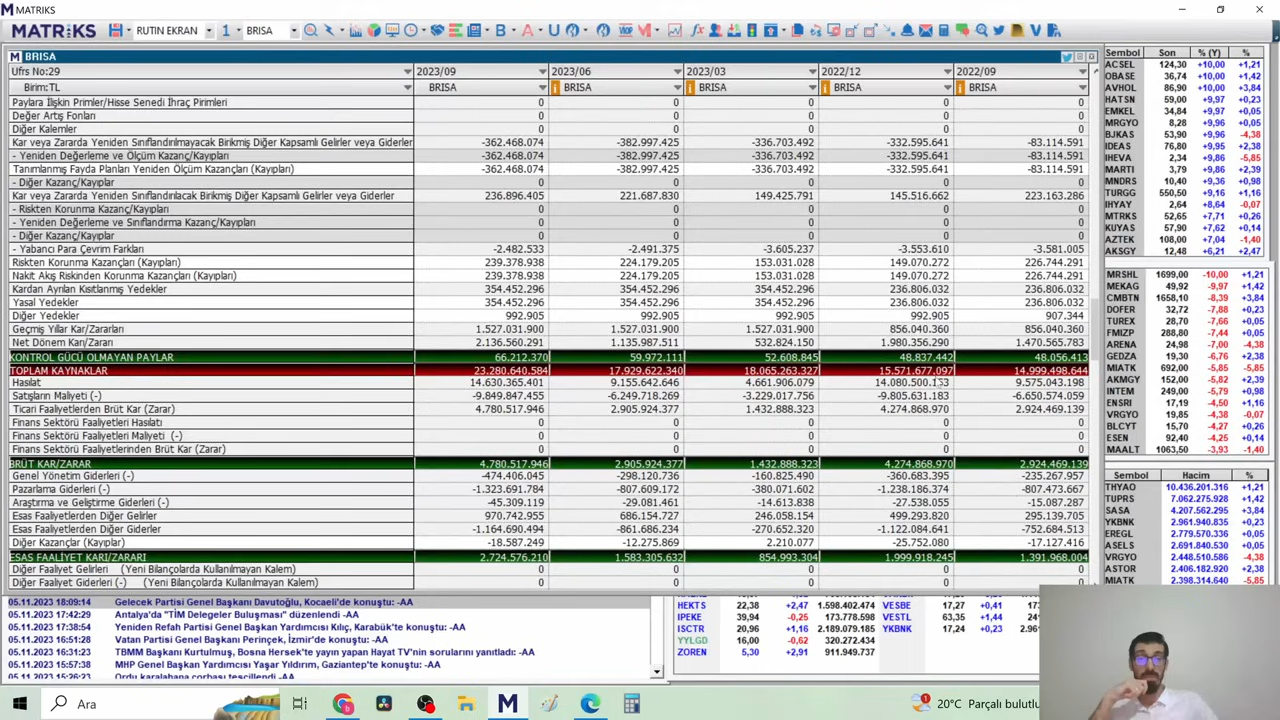 MATRIKS
MATRIKS RUTIN EKRAN 1 BRISA
BRISA
Ufrs No:29 2023/09 2023/06 2023/03 2022/12 2022/09
Birim:TL BRISA BRISA BRISA BRISA BRISA
Paylara İlişkin Primler/Hisse Senedi İhraç Pirimleri 0 0 0 0 0
Değer Artış Fonları 0 0 0 0 0
Diğer Kalemler 0 0 0 0 0
Kar veya Zararda Yeniden Sınıflandırılmayacak Birikmiş Diğer Kapsamlı Gelirler veya Giderler -362.468.074 -382.997.425 -336.703.492 -332.595.641 -83.114.591
- Yeniden Değerleme ve Ölçüm Kazanç/Kayıpları -362.468.074 -382.997.425 -336.703.492 -332.595.641 -83.114.591
Tanımlanmış Fayda Planları Yeniden Ölçüm Kazançları (Kayıpları) -362.468.074 -382.997.425 -336.703.492 -332.595.641 -83.114.591
- Diğer Kazanç/Kayıplar 0 0 0 0 0
Kar veya Zararda Yeniden Sınıflandırılacak Birikmiş Diğer Kapsamlı Gelirler veya Giderler 236.896.405 221.687.830 149.425.791 145.516.662 223.163.286
- Riskten Korunma Kazanç/Kayıpları 0 0 0 0 0
- Yeniden Değerleme ve Sınıflandırma Kazanç/Kayıpları 0 0 0 0 0
- Diğer Kazanç/Kayıplar 0 0 0 0 0
- Yabancı Para Çevrim Farkları -2.482.533 -2.491.375 -3.605.237 -3.553.610 -3.581.005
Riskten Korunma Kazançları (Kayıpları) 239.378.938 224.179.205 153.031.028 149.070.272 226.744.291
Nakit Akış Riskinden Korunma Kazançları (Kayıpları) 239.378.938 224.179.205 153.031.028 149.070.272 226.744.291
Kardan Ayrılan Kısıtlanmış Yedekler 354.452.296 354.452.296 354.452.296 236.806.032 236.806.032
Yasal Yedekler 354.452.296 354.452.296 354.452.296 236.806.032 236.806.032
Diğer Yedekler 992.905 992.905 992.905 992.905 907.344
Geçmiş Yıllar Kar/Zararları 1.527.031.900 1.527.031.900 1.527.031.900 856.040.360 856.040.360
Net Dönem Karı/Zararı 2.136.560.291 1.135.987.511 532.824.118 1.980.356.290 1.470.565.783
KONTROL GÜCÜ OLMAYAN PAYLAR 66.212.370 59.972.111 52.608.845 48.837.442 48.056.413
TOPLAM KAYNAKLAR 23.280.640.584 17.929.622.340 18.065.263.327 15.571.677.097 14.999.498.644
Hasılat 14.630.365.401 9.155.642.646 4.661.906.079 14.080.500.153 9.575.043.198
Satışların Maliyeti (-) -9.849.847.455 -6.249.718.269 -3.229.017.756 -9.805.631.183 -6.650.574.059
Ticari Faaliyetlerden Brüt Kar (Zarar) 4.780.517.946 2.905.924.377 1.432.888.323 4.274.868.970 2.924.469.139
Finans Sektörü Faaliyetleri Hasılatı 0 0 0 0 0
Finans Sektörü Faaliyetleri Maliyeti (-) 0 0 0 0 0
Finans Sektörü Faaliyetlerinden Brüt Kar (Zarar) 0 0 0 0 0
BRÜT KAR/ZARAR 4.780.517.946 2.905.924.377 1.432.888.323 4.274.868.970 2.924.469.139
Genel Yönetim Giderleri (-) -474.406.045 -298.120.736 -160.825.490 -360.683.395 -235.267.957
Pazarlama Giderleri (-) -1.323.691.784 -807.609.172 -380.071.602 -1.238.186.374 -807.473.667
Araştırma ve Geliştirme Giderleri (-) -45.309.119 -29.081.461 -14.613.838 -27.538.055 -15.087.287
Esas Faaliyetlerden Diğer Gelirler 970.742.955 686.154.727 246.058.154 499.293.820 295.139.705
Esas Faaliyetlerden Diğer Giderler -1.164.690.494 -861.686.234 -270.652.320 -1.122.084.641 -752.684.513
Diğer Kazançlar (Kayıplar) -18.587.249 -12.275.869 2.210.077 -25.752.080 -17.127.416
ESAS FAALİYET KARI/ZARARI 2.724.576.210 1.583.305.632 854.993.304 1.999.918.245 1.391.968.004
Diğer Faaliyet Gelirleri (Yeni Bilançolarda Kullanılmayan Kalem) 0 0 0 0 0
Diğer Faaliyet Giderleri (-) (Yeni Bilançolarda Kullanılmayan Kalem) 0 0 0 0 0
Sembol Son % (Y) %
ACSEL 124,30 +10,00 +1,21
OBASE 36,74 +10,00 +1,42
AVHOL 86,90 +10,00 +3,84
HATSN 59,00 +9,97 +0,23
EMKEL 34,84 +9,97 +0,05
MRGYO 8,28 +9,96 +0,05
BJKAS 53,90 +9,96 -4,38
IDEAS 76,80 +9,95 +2,38
IHEVA 2,34 +9,86 -5,85
MARTI 3,79 +9,86 +2,39
MNDRS 10,40 +9,36 +0,98
TURGG 550,50 +9,16 +1,16
IHYAY 2,64 +8,64 -0,07
MTRKS 52,65 +7,71 +0,26
KUYAS 57,90 +7,62 +0,14
AZTEK 108,00 +7,04 -1,40
AKSGY 12,48 +6,21 +2,47
MRSHL 1699,00 -10,00 +1,21
MEKAG 49,92 -9,97 +1,42
CMBTN 1658,10 -8,39 +3,84
DOFER 32,72 -7,88 +0,23
TUREX 28,70 -7,66 +0,05
FMIZP 288,80 -7,44 +0,05
ARENA 24,98 -7,00 -4,38
GEDZA 19,30 -6,76 +2,38
MIATK 692,00 -5,85 -5,85
AKMGY 152,00 -5,82 +2,39
INTEM 249,00 -5,79 +0,98
ENSRI 17,19 -4,50 +1,16
VRGYO 19,85 -4,38 -0,07
BLCYT 15,70 -4,27 +0,26
ESEN 92,40 -4,25 +0,14
MAALT 1063,50 -3,93 -1,40
Sembol Hacim %
THYAO 10.436.201.316 +1,21
TUPRS 7.062.275.928 +1,42
SASA 4.207.562.295 +3,84
YKBNK 2.961.940.835 +0,23
EREGL 2.779.570.336 +0,05
ASELS 2.691.840.530 +0,05
VRGYO 2.448.510.586 -4,38
ASTOR 2.406.182.920 +2,38
MIATK 2.398.314.640 -5,85
05.11.2023 18:09:14 Gelecek Partisi Genel Başkanı Davutoğlu, Kocaeli'de konuştu: -AA
05.11.2023 17:42:29 Antalya'da "TİM Delegeler Buluşması" düzenlendi -AA
05.11.2023 17:38:54 Yeniden Refah Partisi Genel Başkan Yardımcısı Kılıç, Karabük'te konuştu: -AA
05.11.2023 16:51:28 Vatan Partisi Genel Başkanı Perinçek, İzmir'de konuştu: -AA
05.11.2023 16:31:23 TBMM Başkanı Kurtulmuş, Bosna Hersek'te yayın yapan Hayat TV'nin sorularını yanıtladı: -AA
05.11.2023 15:57:38 MHP Genel Başkan Yardımcısı Yaşar Yıldırım, Gaziantep'te konuştu: -AA
05.11.2023 15:26:23 Ordu karalahana çorbası tescillendi -AA
HEKTS 22,38 +2,47 1.598.402.474 VESBE 17,27 +0,41
IPEKE 39,94 -0,25 173.778.598 VESTL 63,35 +1,44
ISCTR 20,96 +1,16 2.189.079.185 YKBNK 17,24 +0,23
YYLGD 16,00 -0,62 320.272.434
ZOREN 5,30 +2,91 911.949.737
Ara
20°C Parçalı bulutlu